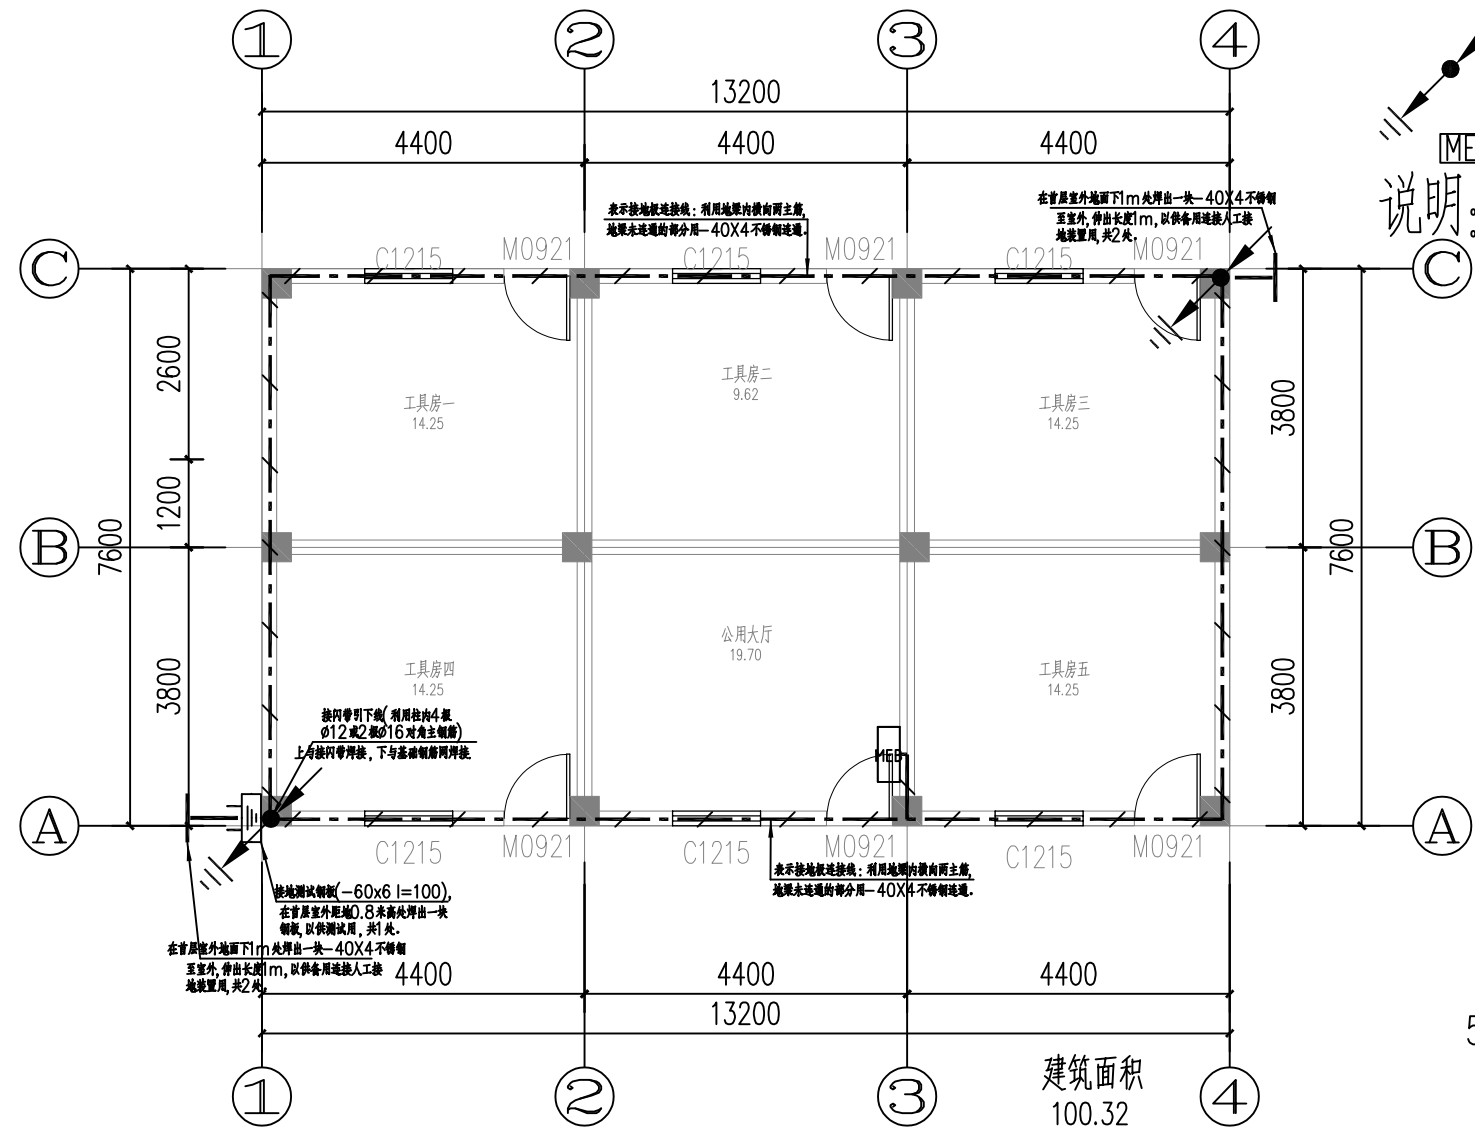 1 2 3 4
13200
4400 4400 4400
ME
说明:
表示接地板连接线：利用地梁内横向两主筋,
地梁未连通的部分用-40X4不锈钢连通.
在首层室外地面下1m处焊出一块-40X4不锈钢
至室外,伸出长度1m,以供备用连接人工接
地装置用,共2处.
C1215 M0921 C1215 M0921 C1215 M0921
C C
2600
1200
3800
7600
3800
3800
7600
工具房一
14.25
工具房二
9.62
工具房三
14.25
B B
工具房四
14.25
公用大厅
19.70
工具房五
14.25
接闪带引下线(利用柱内4根
ø12或2根ø16对角主钢筋)
上与接闪带焊接，下与基础钢筋网焊接.
MEB
A A
C1215 M0921 C1215 M0921 C1215 M0921
表示接地板连接线：利用地梁内横向两主筋,
地梁未连通的部分用-40X4不锈钢连通.
接地测试钢板(-60x6 l=100),
在首层室外距地0.8米高处焊出一块
钢板,以供测试用,共1处.
在首层室外地面下1m处焊出一块-40X4不锈钢
至室外,伸出长度1m,以供备用连接人工接
地装置用,共2处.
4400 4400 4400
13200
建筑面积
100.32
5
1 2 3 4